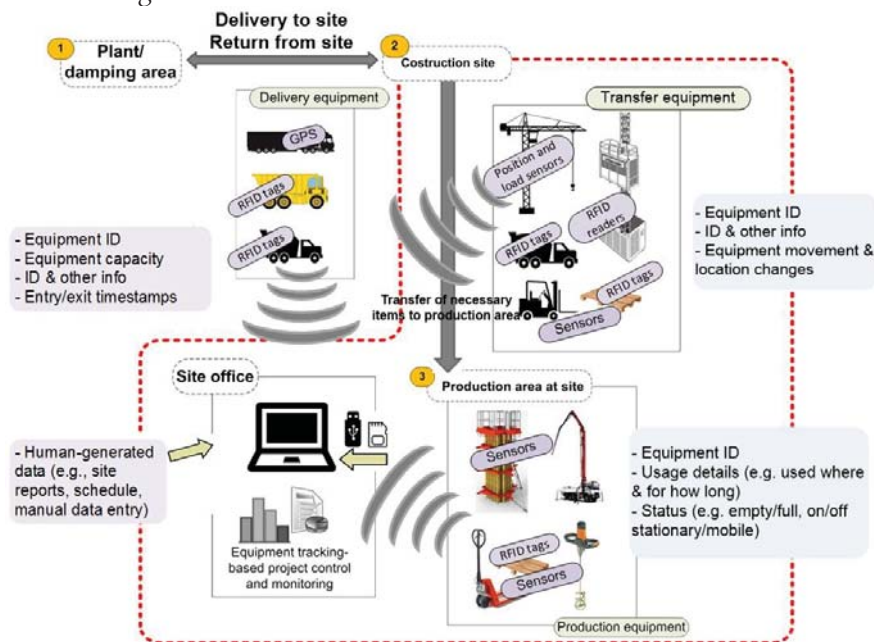 Delivery to site
Return from site
1
Plant/
damping area
2
Costruction site
Delivery equipment
GPS
RFID tags
RFID tags
Transfer equipment
Position and
load sensors
RFID
readers
RFID tags
RFID tags
Sensors
- Equipment ID
- Equipment capacity
- ID & other info
- Entry/exit timestamps
- Equipment ID
- ID & other info
- Equipment movement &
location changes
Transfer of necessary
items to production area
Site office
3
Production area at site
- Human-generated
data (e.g., site
reports, schedule,
manual data entry)
Equipment tracking-
based project control
and monitoring
Sensors
RFID tags
Sensors
Production equipment
- Equipment ID
- Usage details (e.g. used where
& for how long)
- Status (e.g. empty/full, on/off
stationary/mobile)